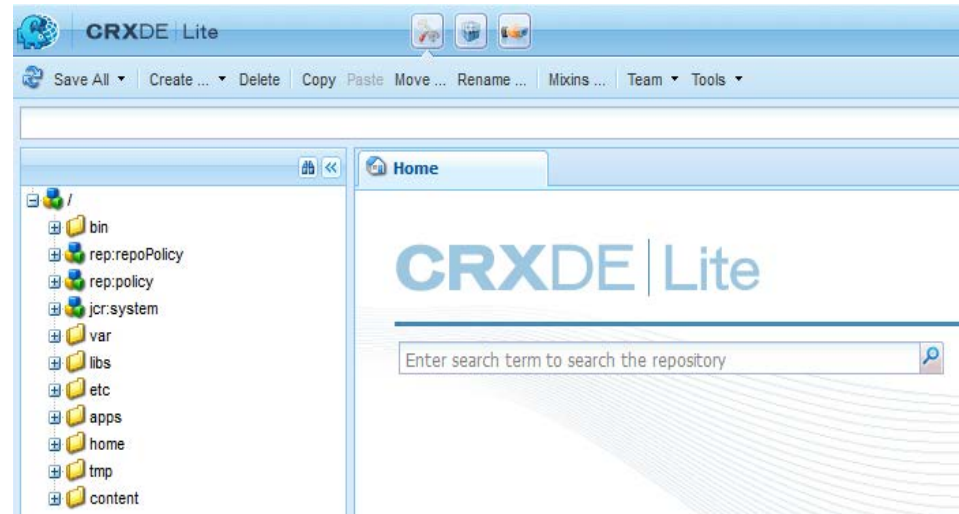 CRXDE Lite
Save All Create ... Delete Copy Paste Move ... Rename ... Mixins ... Team Tools
Home
/
bin
rep:repoPolicy
rep:policy
jcr:system
var
libs
etc
apps
home
tmp
content
CRXDE Lite
Enter search term to search the repository